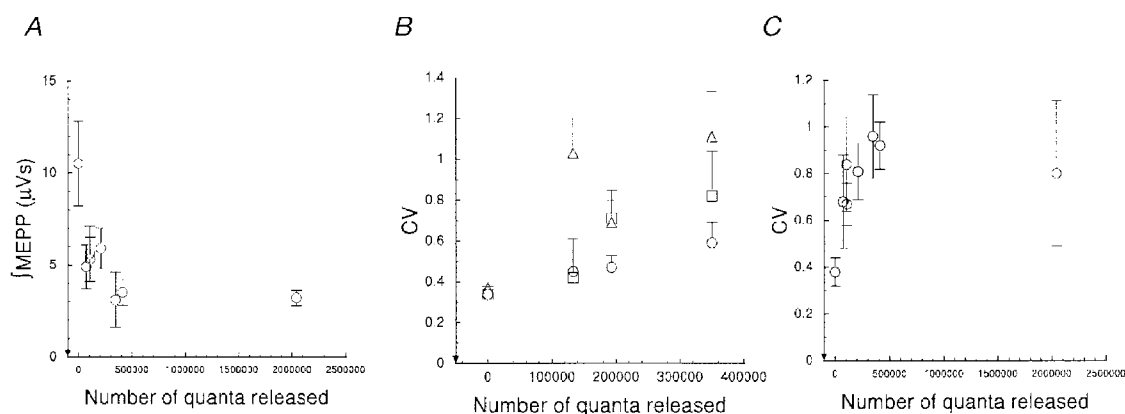 A
15
10
5
0
∫MEPP (μVs)
0 500000 1000000 1500000 2000000 2500000
Number of quanta released
B
1.4
1.2
1
0.8
0.6
0.4
0.2
0
CV
0 100000 200000 300000 400000
Number of quanta released
C
1.2
1
0.8
0.6
0.4
0.2
0
CV
0 500000 1000000 1500000 2000000 2500000
Number of quanta released